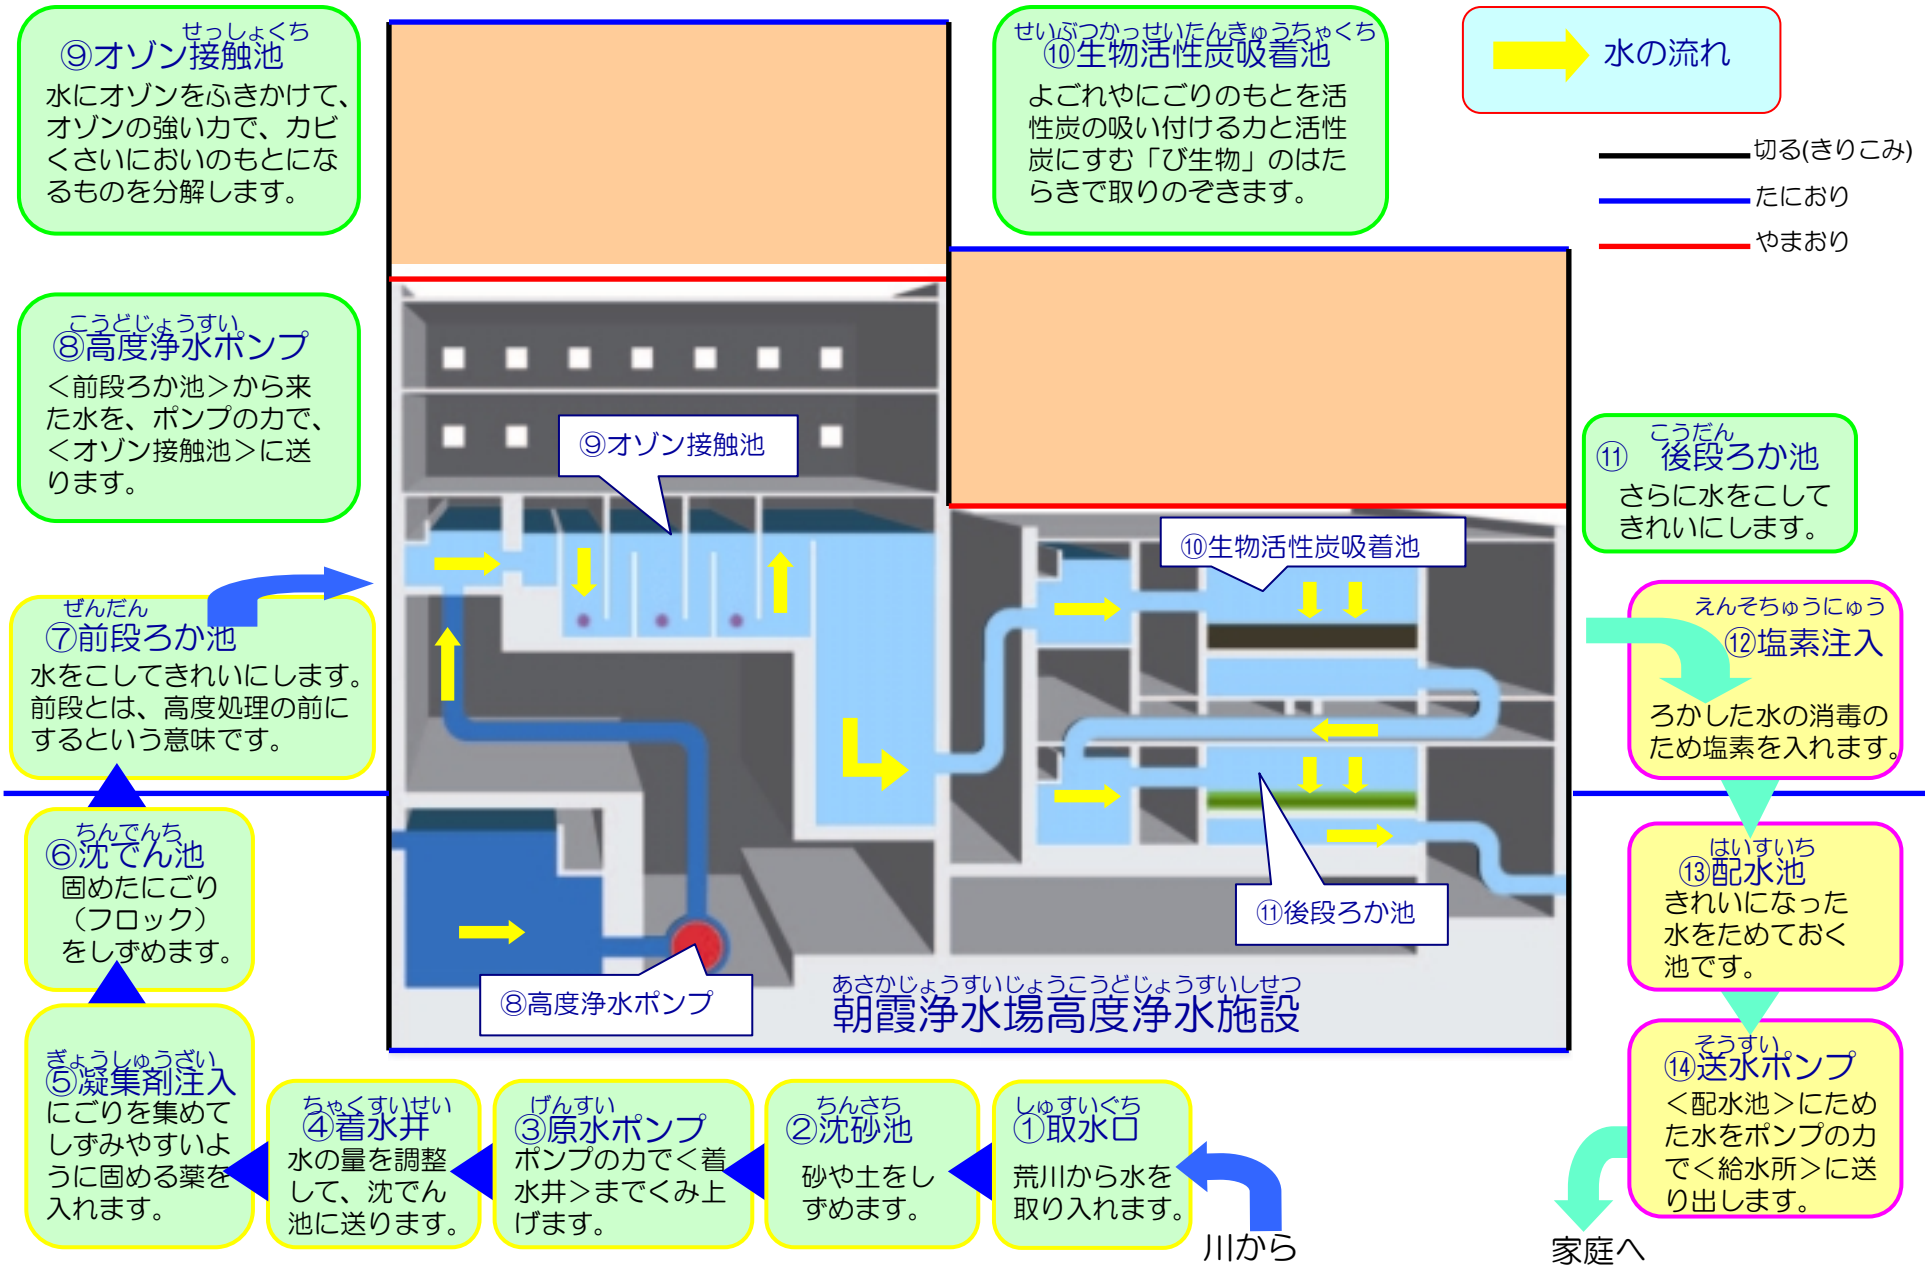 せっしょくち
⑨オゾン接触池
水にオゾンをふきかけて、
オゾンの強い力で、カビ
くさいにおいのもとにな
るものを分解します。
せいぶつかっせいたんきゅうちゃくち
⑩生物活性炭吸着池
よごれやにごりのもとを活
性炭の吸い付ける力と活性
炭にすむ「び生物」のはた
らきで取りのぞきます。
水の流れ
切る(きりこみ)
たにおり
やまおり
こうどじょうすい
⑧高度浄水ポンプ
＜前段ろか池＞から来
た水を、ポンプの力で、
＜オゾン接触池＞に送
ります。
⑨オゾン接触池
⑩生物活性炭吸着池
こうだん
⑪ 後段ろか池
さらに水をこして
きれいにします。
ぜんだん
⑦前段ろか池
水をこしてきれいにします。
前段とは、高度処理の前に
するという意味です。
えんそちゅうにゅう
⑫塩素注入
ろかした水の消毒の
ため塩素を入れます。
ちんでんち
⑥沈でん池
固めたにごり
（フロック）
をしずめます。
⑪後段ろか池
⑧高度浄水ポンプ
あさかじょうすいじょうこうどじょうすいしせつ
朝霞浄水場高度浄水施設
はいすいち
⑬配水池
きれいになった
水をためておく
池です。
ぎょうしゅうざい
⑤凝集剤注入
にごりを集めて
しずみやすいよ
うに固める薬を
入れます。
ちゃくすいせい
④着水井
水の量を調整
して、沈でん
池に送ります。
げんすい
③原水ポンプ
ポンプの力で＜着
水井＞までくみ上
げます。
ちんさち
②沈砂池
砂や土をし
ずめます。
しゅすいぐち
①取水口
荒川から水を
取り入れます。
川から
そうすい
⑭送水ポンプ
＜配水池＞にため
た水をポンプの力
で＜給水所＞に送
り出します。
家庭へ